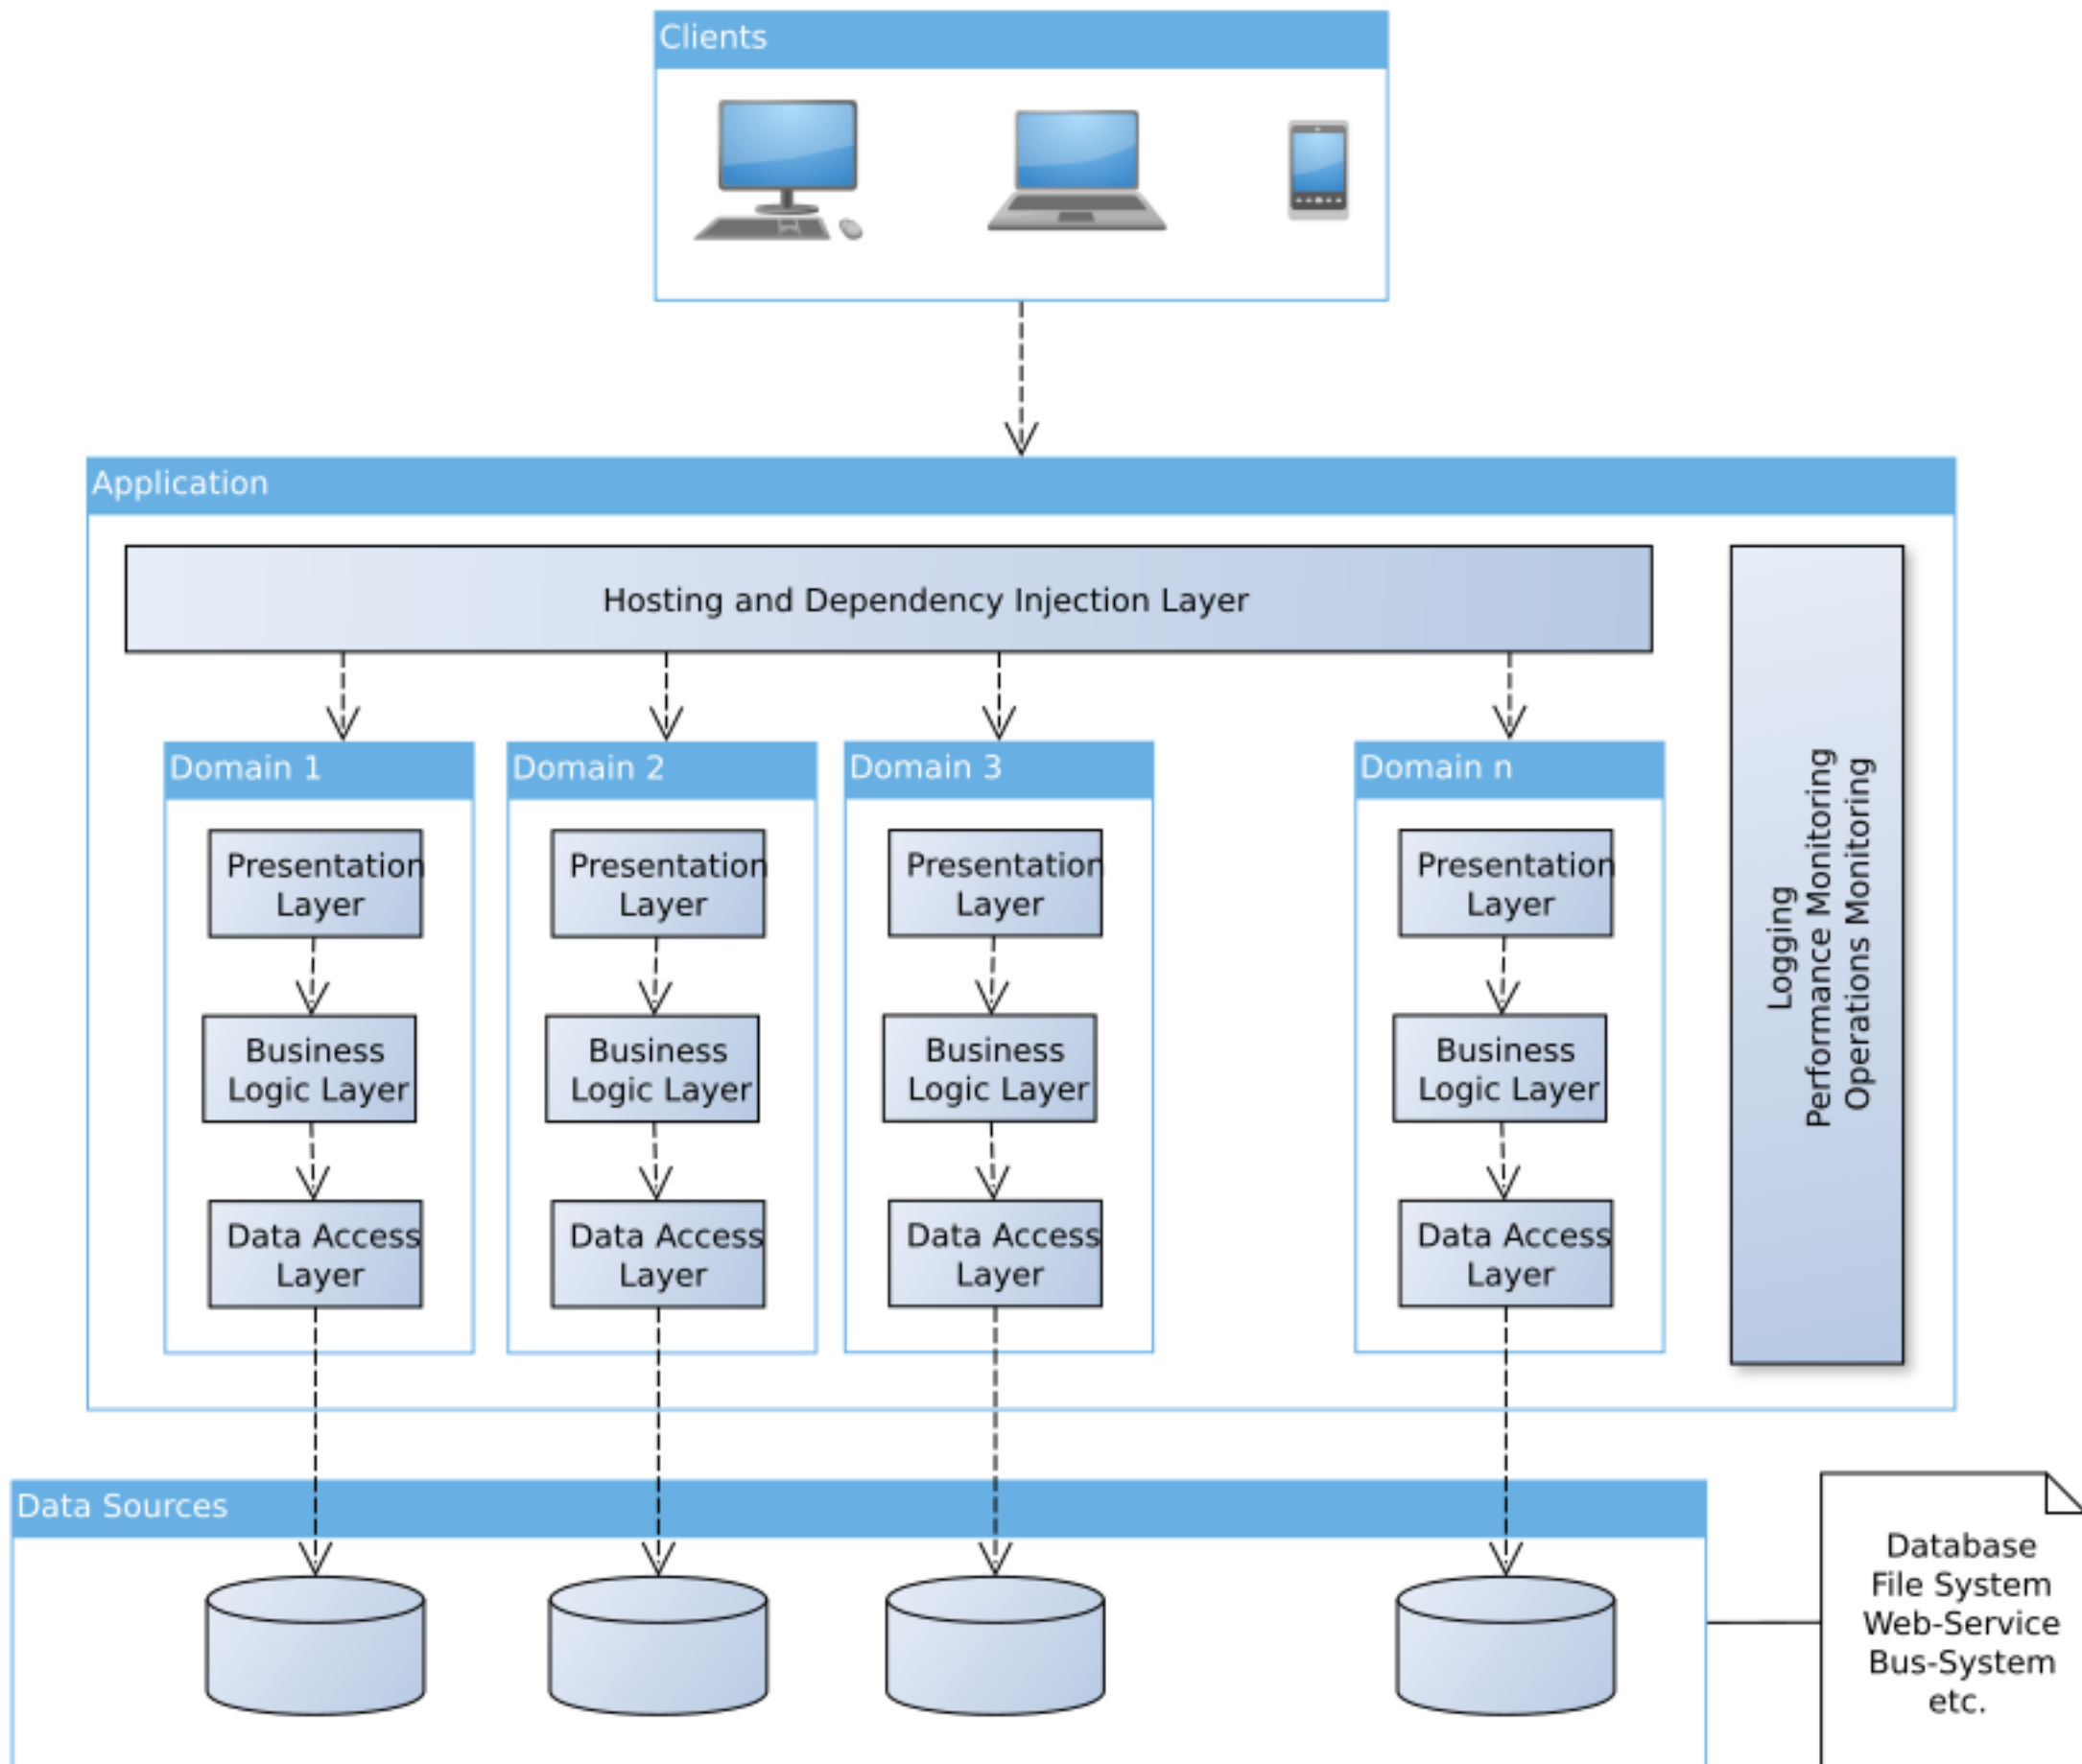 Clients
Application
Hosting and Dependency Injection Layer
Domain 1
Presentation
Layer
Business
Logic Layer
Data Access
Layer
Domain 2
Presentation
Layer
Business
Logic Layer
Data Access
Layer
Domain 3
Presentation
Layer
Business
Logic Layer
Data Access
Layer
Domain n
Presentation
Layer
Business
Logic Layer
Data Access
Layer
Logging
Performance Monitoring
Operations Monitoring
Data Sources
Database
File System
Web-Service
Bus-System
etc.